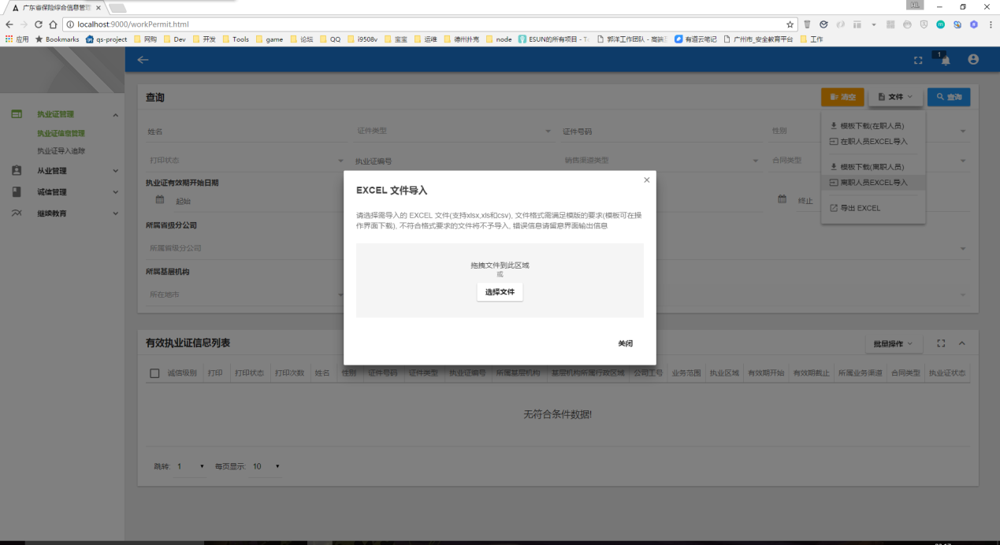 广东省保险综合信息管理
HL
localhost:9000/workPermit.html
应用 Bookmarks qs-project 网购 Dev 开发 Tools game 论坛 QQ i9508v 宝宝 运维 德州扑克 node ESUN的所有项目 - 郭洋工作团队 - 高端 有道云笔记 广州市_安全教育平台 工作
1
执业证管理
执业证信息管理
执业证导入追踪
从业管理
诚信管理
继续教育
查询
清空 文件 查询
姓名 证件类型 证件号码 性别
打印状态 执业证编号 销售渠道类型 合同类型
执业证有效期开始日期
起始 终止
所属省级分公司
所属省级分公司
所属基层机构
所在地市
模板下载(在职人员)
在职人员EXCEL导入
模板下载(离职人员)
离职人员EXCEL导入
导出 EXCEL
EXCEL 文件导入
请选择需导入的 EXCEL 文件(支持xlsx,xls和csv), 文件格式需满足模版的要求(模板可在操
作界面下载), 不符合格式要求的文件将不予导入, 错误信息请留意界面输出信息
拖拽文件到此区域
或
选择文件
关闭
有效执业证信息列表
批量操作
诚信级别 打印 打印状态 打印次数 姓名 性别 证件号码 证件类型 执业证编号 所属基层机构 基层机构所属行政区域 公司工号 业务范围 执业区域 有效期开始 有效期截止 所属业务渠道 合同类型 执业证状态
无符合条件数据!
跳转: 1 每页显示: 10